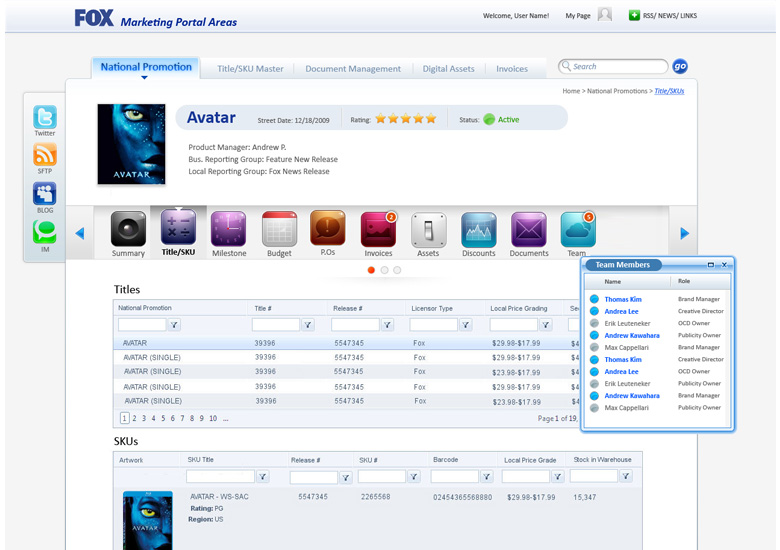 FOX Marketing Portal Areas
Welcome, User Name! My Page RSS/ NEWS/ LINKS
National Promotion Title/SKU Master Document Management Digital Assets Invoices Search go
Home > National Promotions > Title/SKUs
Avatar Street Date: 12/18/2009 Rating: Status: Active
Product Manager: Andrew P.
Bus. Reporting Group: Feature New Release
Local Reporting Group: Fox News Release
AVATAR
Twitter
SFTP
BLOG
IM
2 5
Summary Title/SKU Milestone Budget P.Os Invoices Assets Discounts Documents Team
Titles
National Promotion Title # Release # Licensor Type Local Price Grading Se
AVATAR 39396 5547345 Fox $29.98-$17.99 $4
AVATAR (SINGLE) 39396 5547345 Fox $29.98-$17.99 $4
AVATAR (SINGLE) 39396 5547345 Fox $23.98-$17.99 $4
AVATAR (SINGLE) 39396 5547345 Fox $29.98-$17.99 $4
AVATAR (SINGLE) 39396 5547345 Fox $23.98-$17.99 $4
1 2 3 4 5 6 7 8 9 10 ... Page 1 of 19,
Team Members
Name Role
Thomas Kim Brand Manager
Andrea Lee Creative Director
Erik Leuteneker OCD Owner
Andrew Kawahara Publicity Owner
Max Cappellari Brand Manager
Thomas Kim Creative Director
Andrea Lee OCD Owner
Erik Leuteneker Publicity Owner
Andrew Kawahara Brand Manager
Max Cappellari Publicity Owner
SKUs
Artwork SKU Title Release # SKU # Barcode Local Price Grade Stock in Warehouse
AVATAR - WS-SAC 5547345 2265568 02454365568880 $29.98-$17.99 15,347
Rating: PG
Region: US
AVATAR